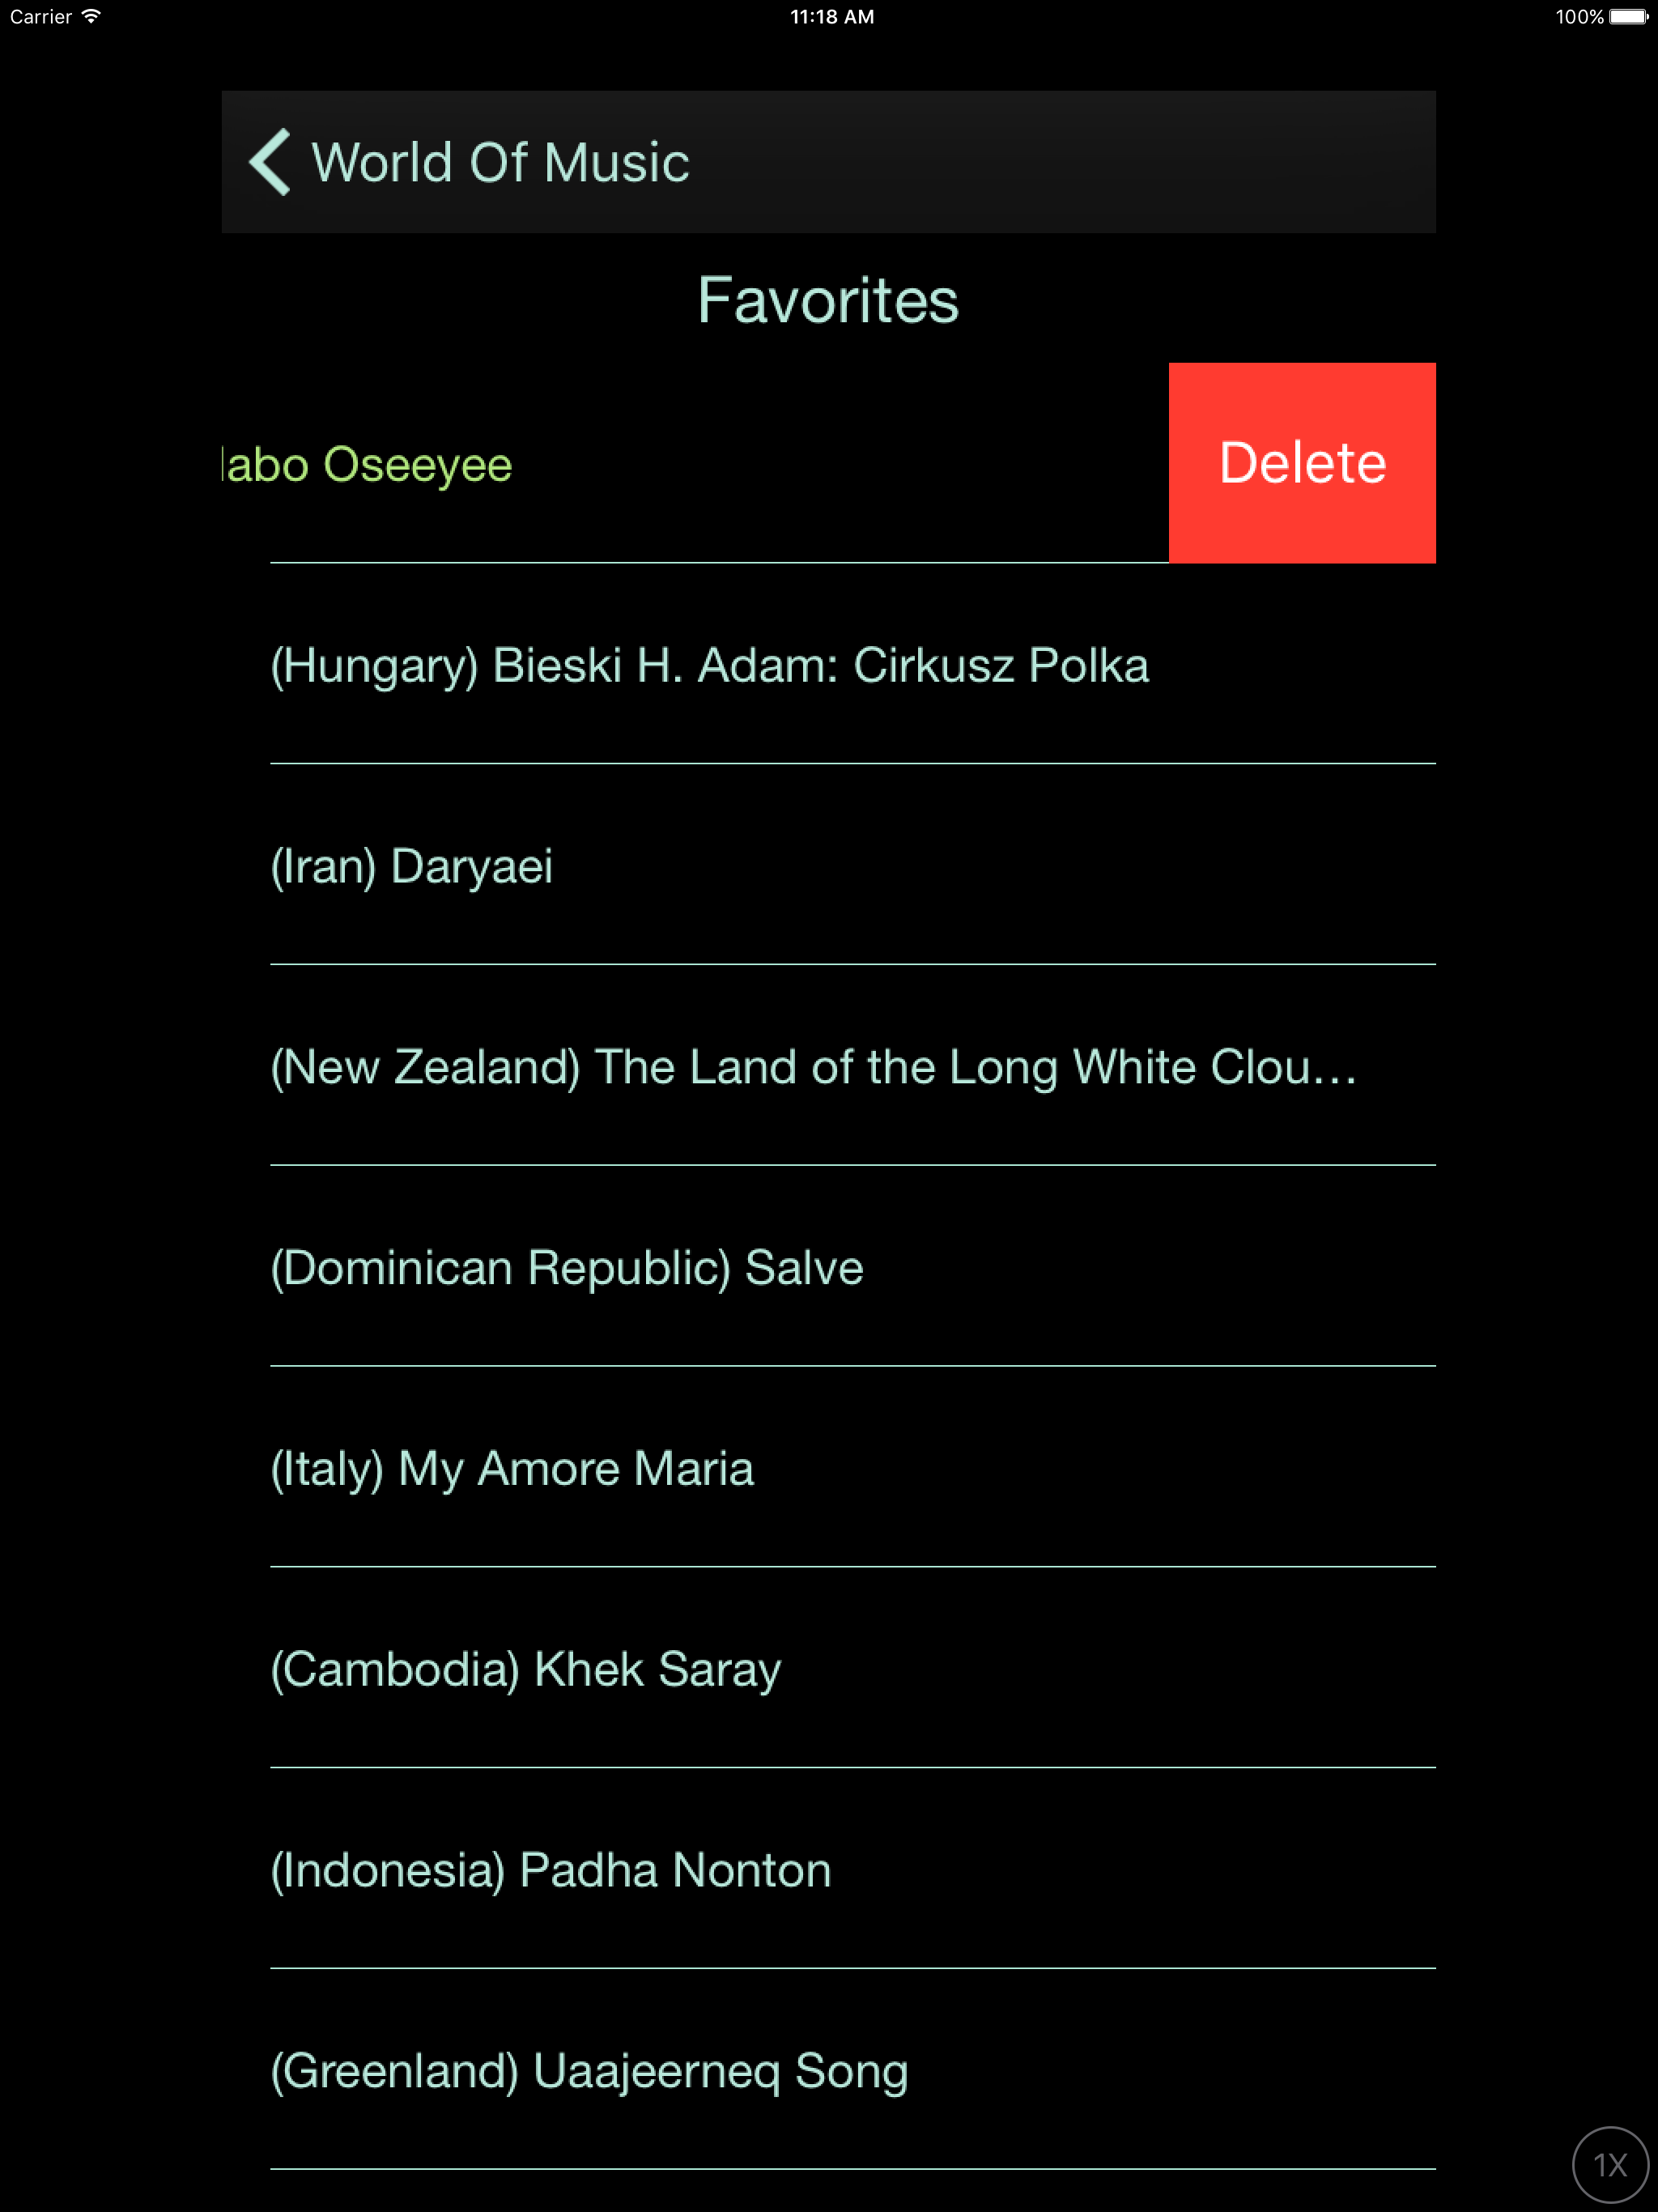 Carrier 11:18 AM 100%
World Of Music
Favorites
Oseeyee Delete
(Hungary) Bieski H. Adam: Cirkusz Polka
(Iran) Daryaei
(New Zealand) The Land of the Long White Clou…
(Dominican Republic) Salve
(Italy) My Amore Maria
(Cambodia) Khek Saray
(Indonesia) Padha Nonton
(Greenland) Uaajeerneq Song
1X